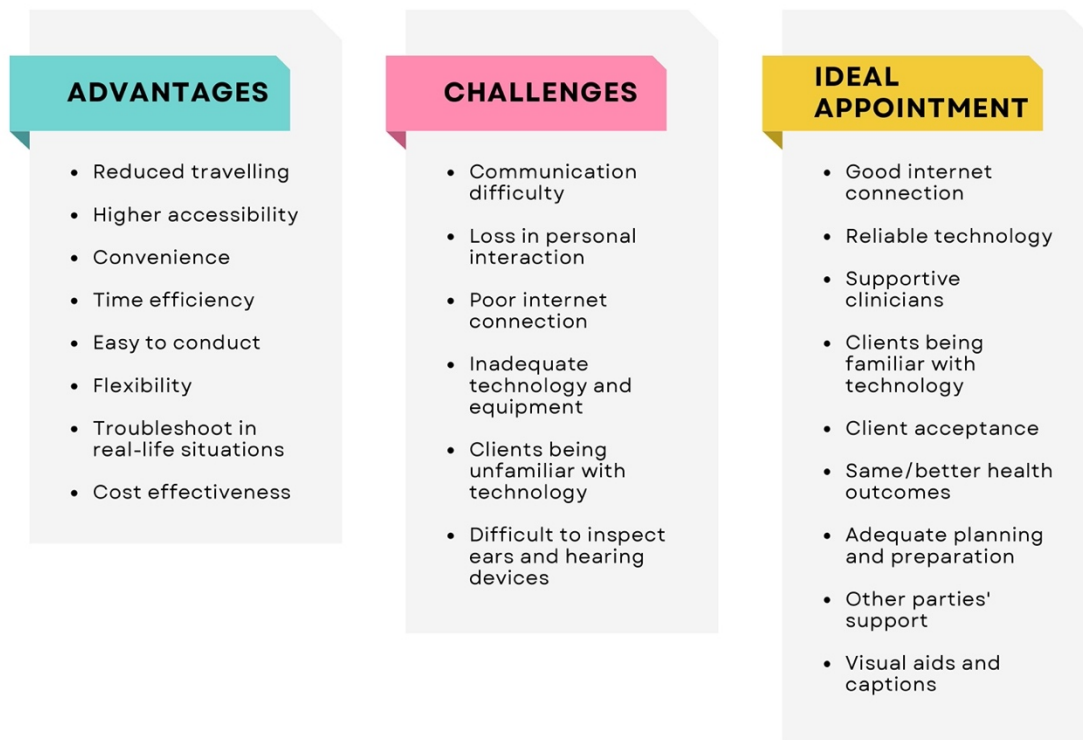 ADVANTAGES
• Reduced travelling
• Higher accessibility
• Convenience
• Time efficiency
• Easy to conduct
• Flexibility
• Troubleshoot in
real-life situations
• Cost effectiveness
CHALLENGES
• Communication
difficulty
• Loss in personal
interaction
• Poor internet
connection
• Inadequate
technology and
equipment
• Clients being
unfamiliar with
technology
• Difficult to inspect
ears and hearing
devices
IDEAL
APPOINTMENT
• Good internet
connection
• Reliable technology
• Supportive
clinicians
• Clients being
familiar with
technology
• Client acceptance
• Same/better health
outcomes
• Adequate planning
and preparation
• Other parties'
support
• Visual aids and
captions